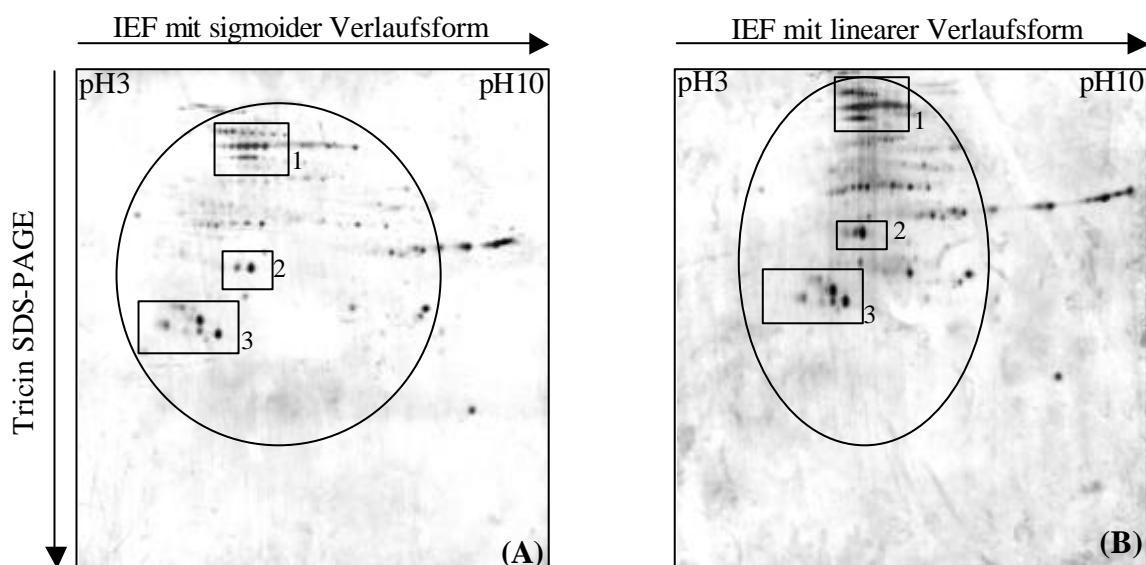 IEF mit sigmoider Verlaufsform
pH3
pH10
1
2
3
(A)
Tricin SDS-PAGE
IEF mit linearer Verlaufsform
pH3
pH10
1
2
3
(B)